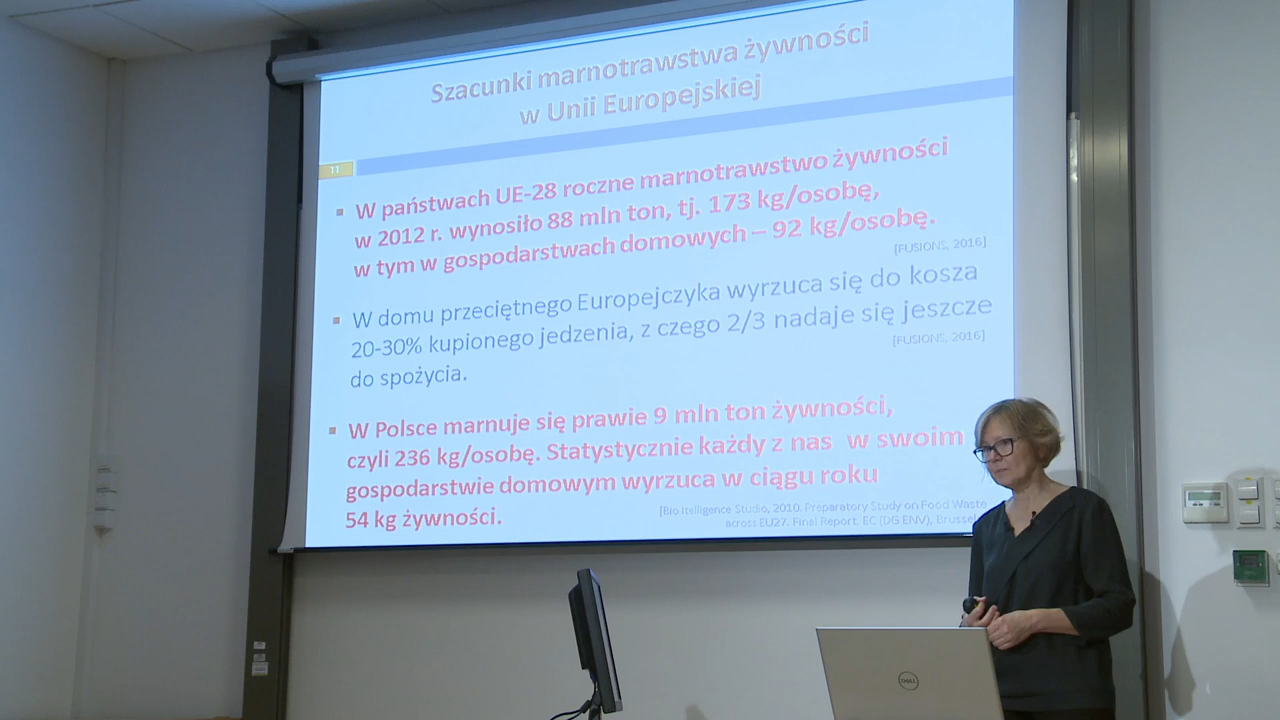 Szacunki marnotrawstwa żywności
w Unii Europejskiej
11
W państwach UE-28 roczne marnotrawstwo żywności
w 2012 r. wynosiło 88 mln ton, tj. 173 kg/osobę,
w tym w gospodarstwach domowych – 92 kg/osobę.
[FUSIONS, 2016]
W domu przeciętnego Europejczyka wyrzuca się do kosza
20-30% kupionego jedzenia, z czego 2/3 nadaje się jeszcze
do spożycia.
[FUSIONS, 2016]
W Polsce marnuje się prawie 9 mln ton żywności,
czyli 236 kg/osobę. Statystycznie każdy z nas w swoim
gospodarstwie domowym wyrzuca w ciągu roku
54 kg żywności.
[Bio Itelligence Studio, 2010. Preparatory Study on Food Waste
across EU27. Final Report, EC (DG ENV),
DELL